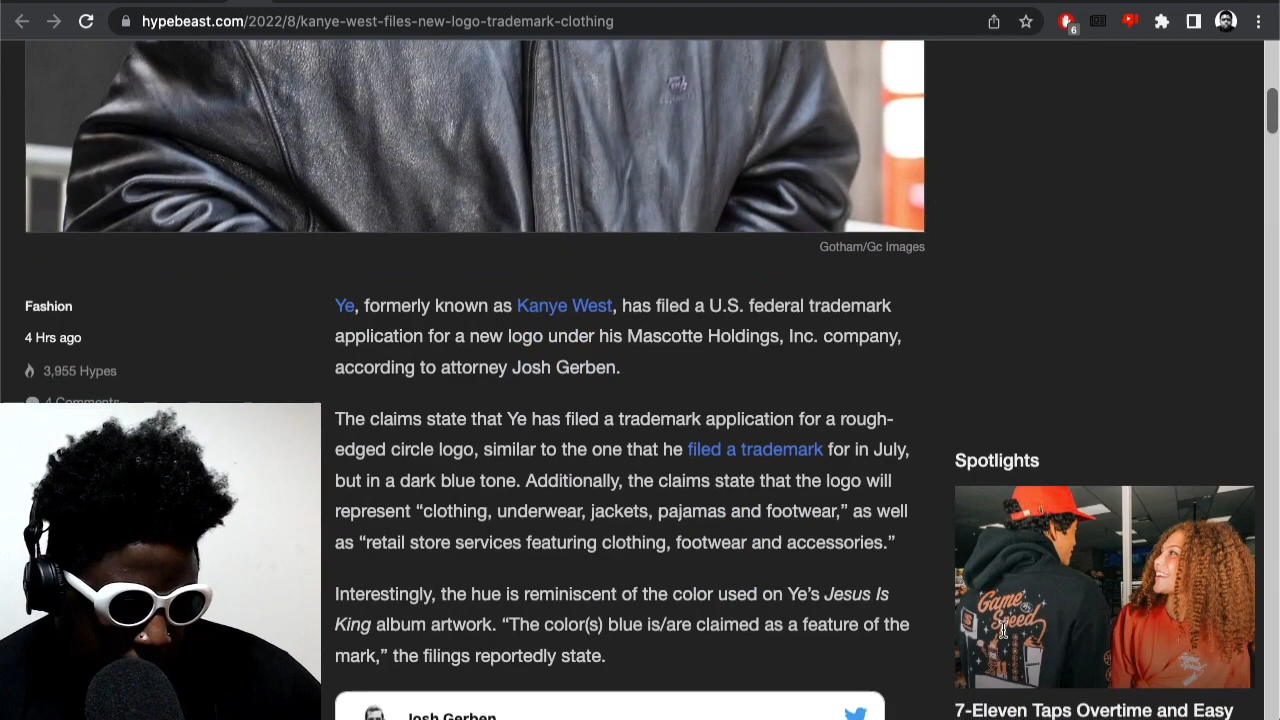 hypebeast.com/2022/8/kanye-west-files-new-logo-trademark-clothing
6
Gotham/Gc Images
Fashion
4 Hrs ago
3,955 Hypes
4 Comments
Ye, formerly known as Kanye West, has filed a U.S. federal trademark
application for a new logo under his Mascotte Holdings, Inc. company,
according to attorney Josh Gerben.
The claims state that Ye has filed a trademark application for a rough-
edged circle logo, similar to the one that he filed a trademark for in July,
but in a dark blue tone. Additionally, the claims state that the logo will
represent “clothing, underwear, jackets, pajamas and footwear,” as well
as “retail store services featuring clothing, footwear and accessories.”
Interestingly, the hue is reminiscent of the color used on Ye’s Jesus Is
King album artwork. “The color(s) blue is/are claimed as a feature of the
mark,” the filings reportedly state.
Josh Gerben
Spotlights
Game
Speed
7-Eleven Taps Overtime and Easy